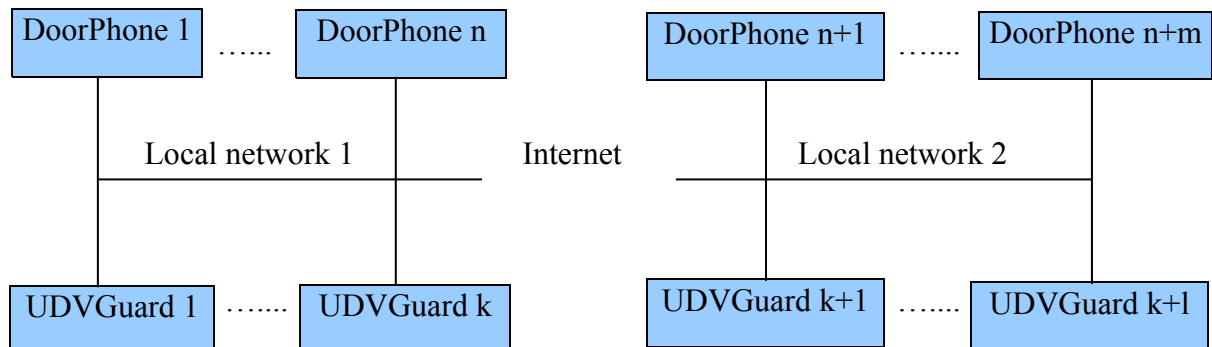 DoorPhone 1 …... DoorPhone n DoorPhone n+1 …... DoorPhone n+m
Local network 1 Internet Local network 2
UDVGuard 1 ….... UDVGuard k UDVGuard k+1 ….... UDVGuard k+l